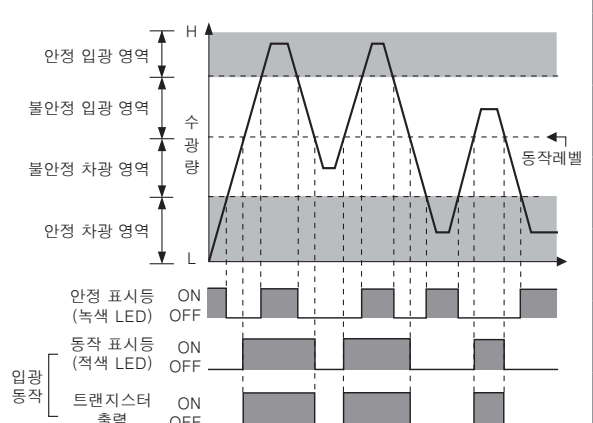 H
안정 입광 영역
불안정 입광 영역
수광량
동작레벨
불안정 차광 영역
안정 차광 영역
L
안정 표시등
(녹색 LED)
ON
OFF
동작 표시등
(적색 LED)
ON
OFF
입광
동작
트랜지스터
출력
ON
OFF